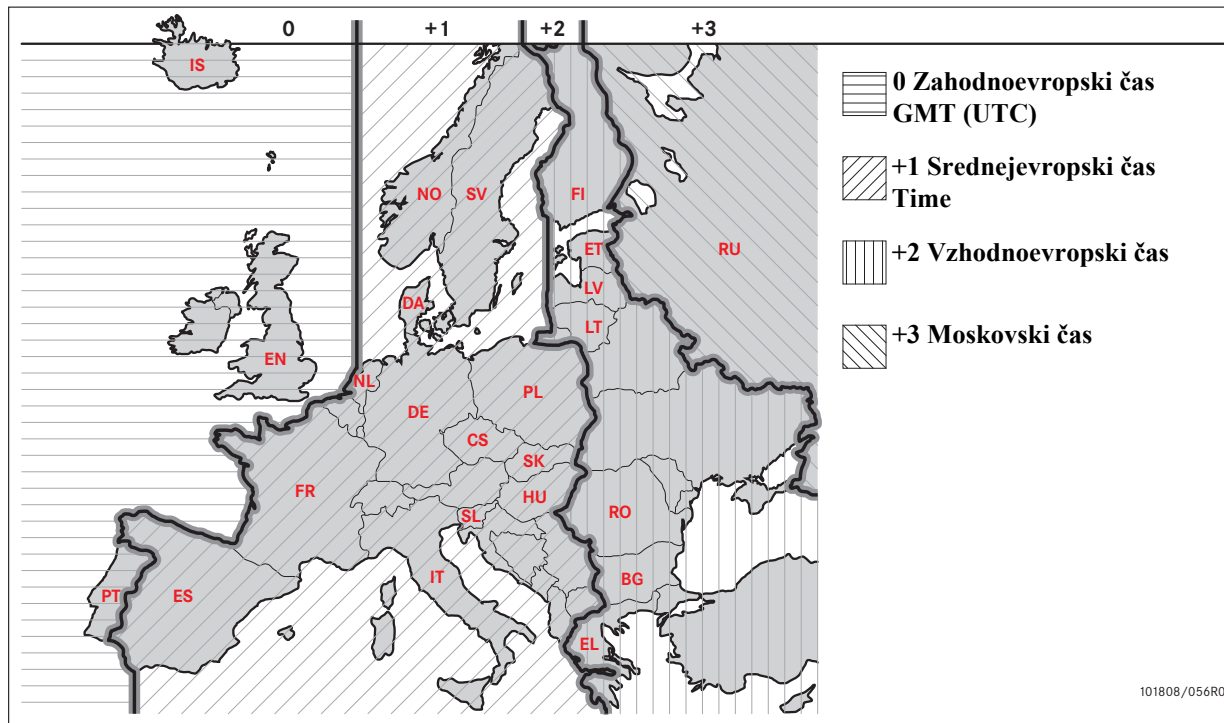 0
+1
+2
+3
IS
NO
SV
FI
ET
RU
LV
DA
LT
EN
NL
DE
PL
CS
SK
FR
HU
SL
RO
IT
BG
PT
ES
EL
0 Zahodnoevropski čas
GMT (UTC)
+1 Srednejevropski čas
Time
+2 Vzhodnoevropski čas
+3 Moskovski čas
101808/056R0